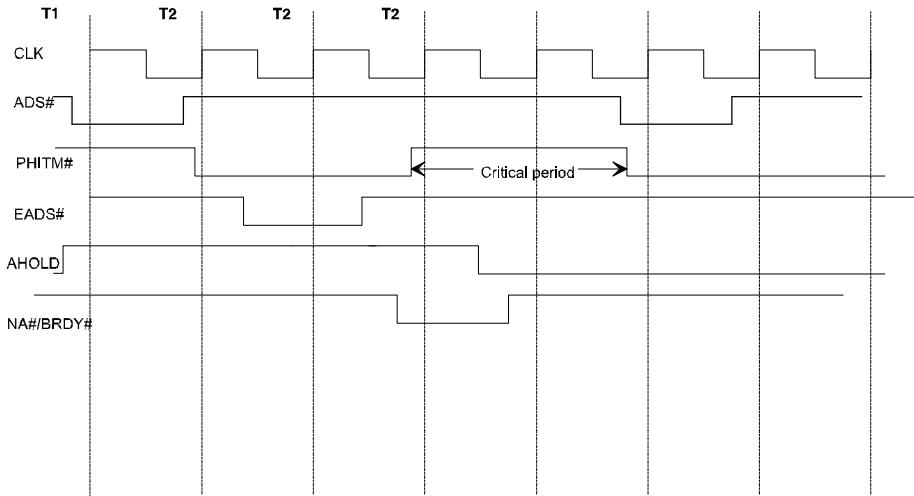 T1 T2 T2 T2
CLK
ADS#
PHITM#
Critical period
EADS#
AHOLD
NA#/BRDY#